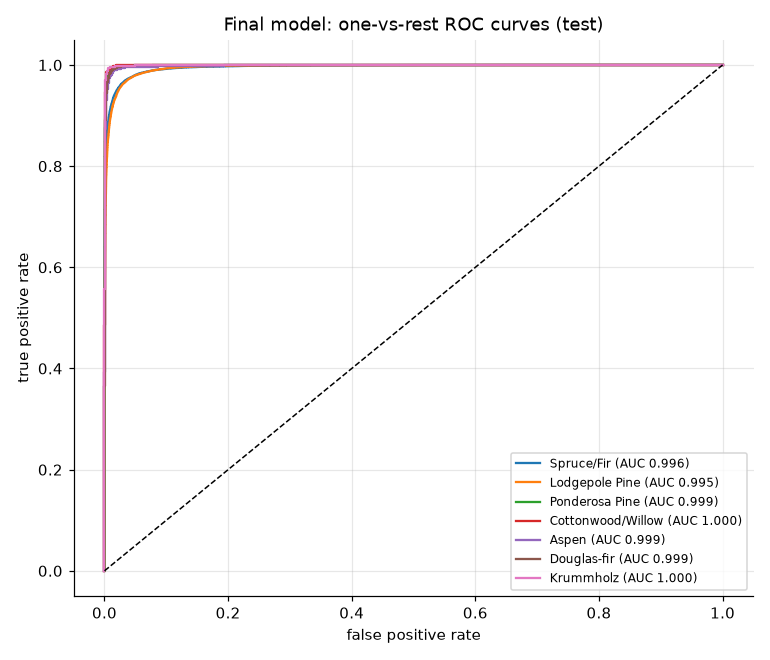 Final model: one-vs-rest ROC curves (test)
true positive rate
1.0
0.8
0.6
0.4
0.2
0.0
Spruce/Fir (AUC 0.996)
Lodgepole Pine (AUC 0.995)
Ponderosa Pine (AUC 0.999)
Cottonwood/Willow (AUC 1.000)
Aspen (AUC 0.999)
Douglas-fir (AUC 0.999)
Krummholz (AUC 1.000)
0.0 0.2 0.4 0.6 0.8 1.0
false positive rate